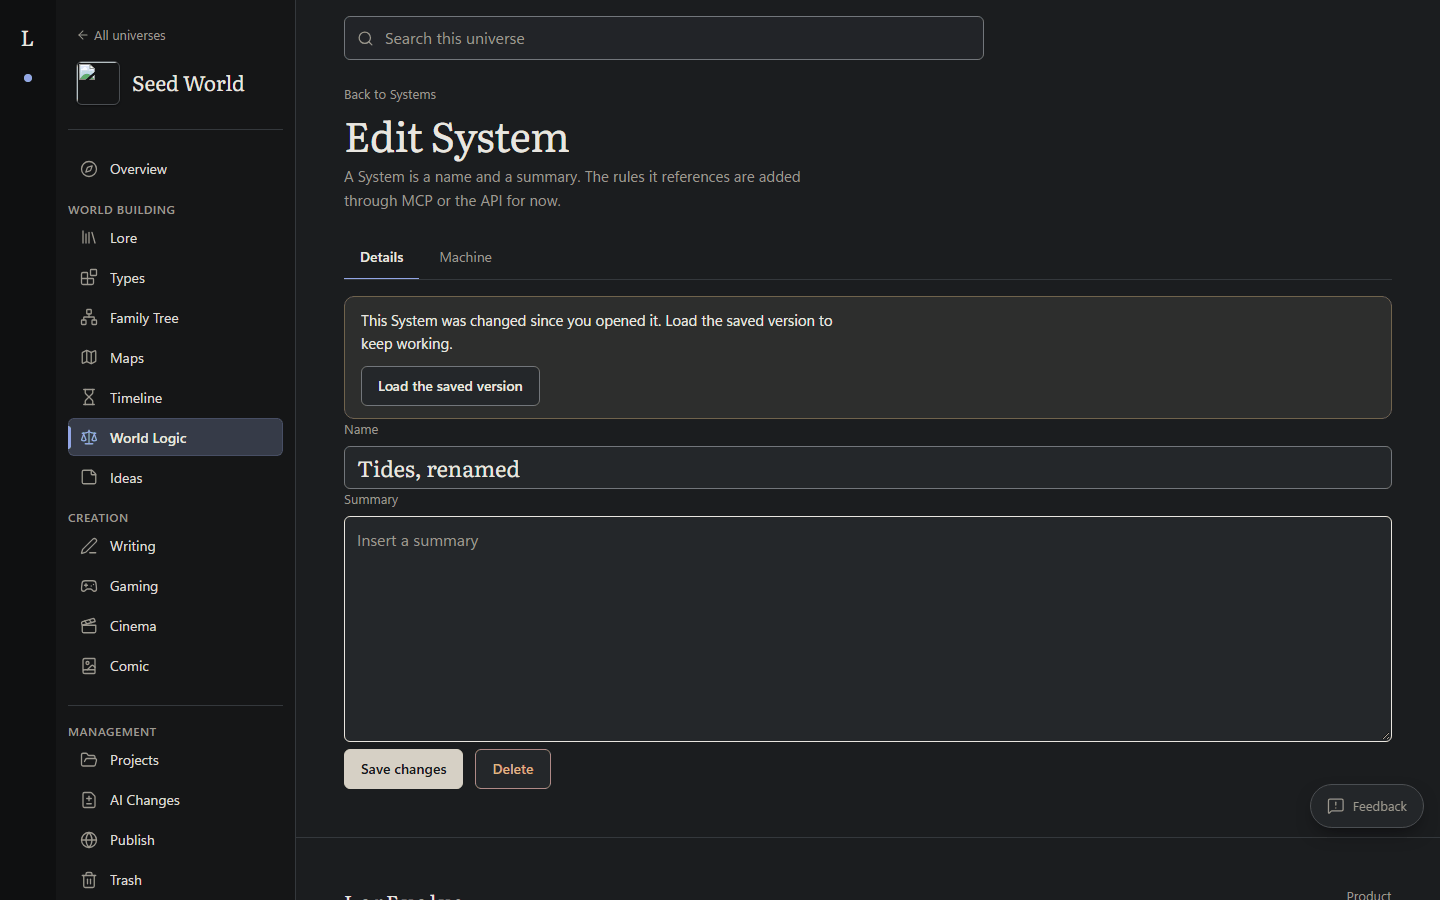 L
All universes
Seed World
Overview
WORLD BUILDING
Lore
Types
Family Tree
Maps
Timeline
World Logic
Ideas
CREATION
Writing
Gaming
Cinema
Comic
MANAGEMENT
Projects
AI Changes
Publish
Trash
Search this universe
Back to Systems
Edit System
A System is a name and a summary. The rules it references are added
through MCP or the API for now.
Details
Machine
This System was changed since you opened it. Load the saved version to
keep working.
Load the saved version
Name
Tides, renamed
Summary
Insert a summary
Save changes
Delete
Feedback
Product